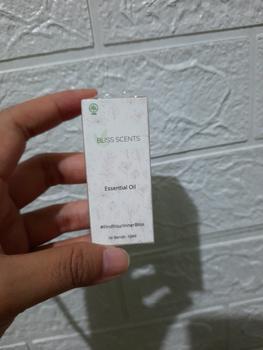 BLISS SCENTS
Essential Oil
#FindYourInnerBliss